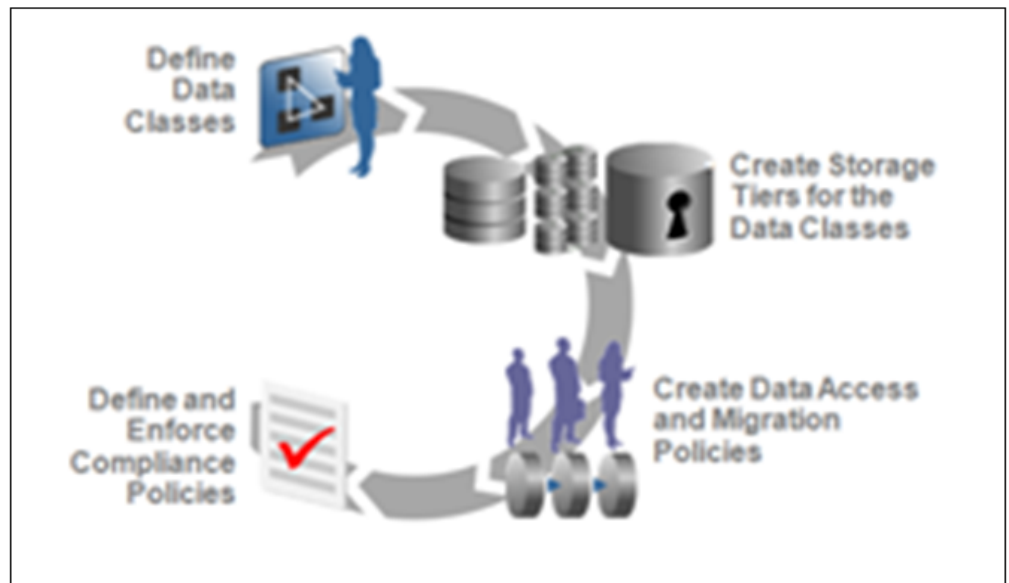 Define
Data
Classes
Create Storage
Tiers for the
Data Classes
Create Data Access
and Migration
Policies
Define and
Enforce
Compliance
Policies